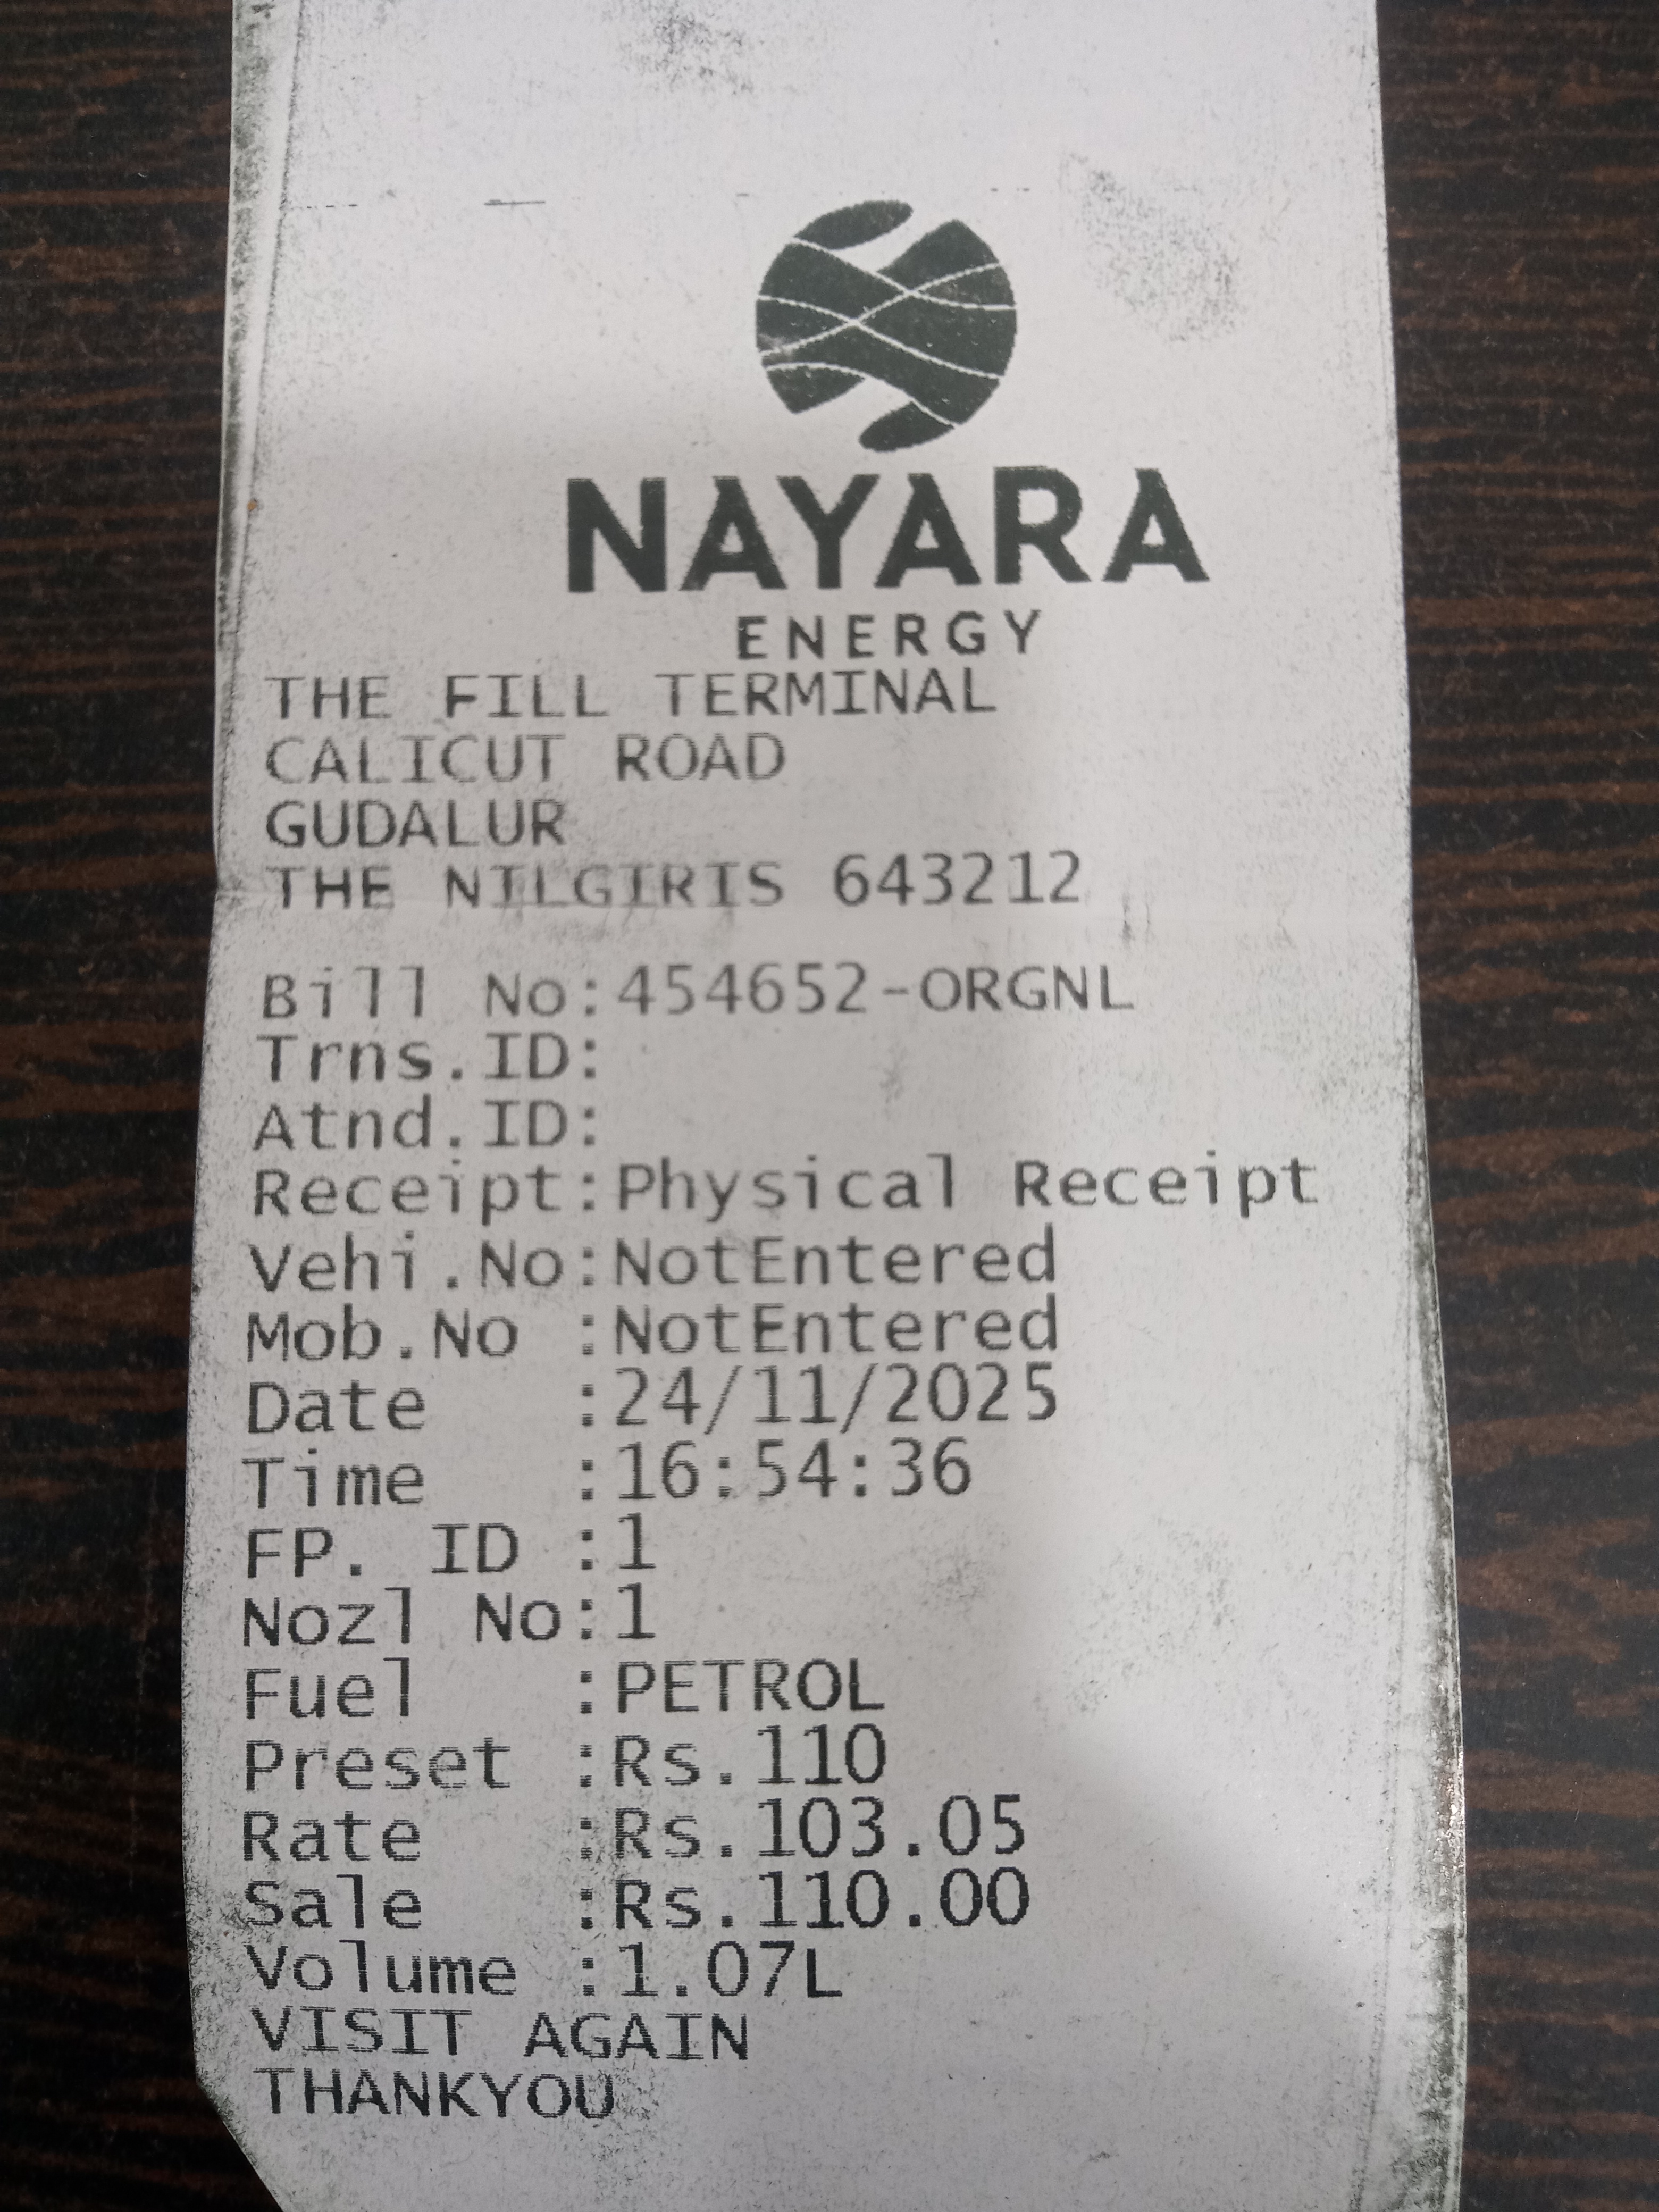 NAYARA
ENERGY
THE FILL TERMINAL
CALICUT ROAD
GUDALUR
THE NILGIRIS 643212
Bill No:454652-ORGNL
Trns.ID:
Atnd.ID:
Receipt:Physical Receipt
Vehi.No:NotEntered
Mob.No :NotEntered
Date :24/11/2025
Time :16:54:36
FP. ID :1
Nozl No:1
Fuel :PETROL
Preset :Rs.110
Rate :Rs.103.05
Sale :Rs.110.00
Volume :1.07L
VISIT AGAIN
THANKYOU